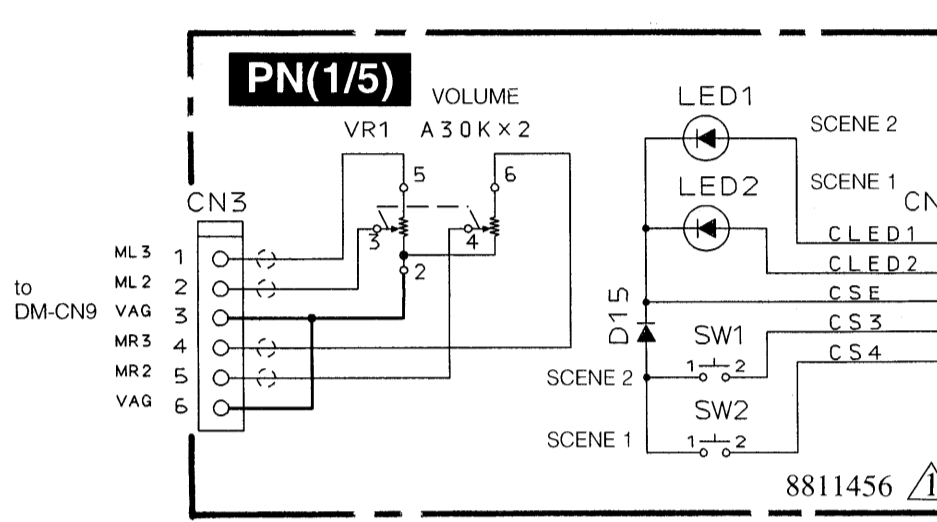 PN(1/5)
VOLUME
VR1 A30K×2
5
6
3
4
2
CN3
ML3 1
ML2 2
VAG 3
MR3 4
MR2 5
VAG 6
to
DM-CN9
LED1
SCENE 2
LED2
SCENE 1
CN
CLED1
CLED2
CSE
CS3
CS4
D15
SW1
1 2
SCENE 2
SW2
1 2
SCENE 1
8811456 1